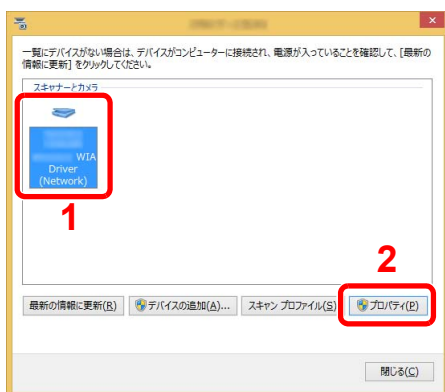 一覧にデバイスがない場合は、デバイスがコンピューターに接続され、電源が入っていることを確認して、[最新の
情報に更新] をクリックしてください。
スキャナーとカメラ
WIA
Driver
(Network)
1
2
最新の情報に更新(R)
デバイスの追加(A)...
スキャン プロファイル(S)
プロパティ(P)
閉じる(C)